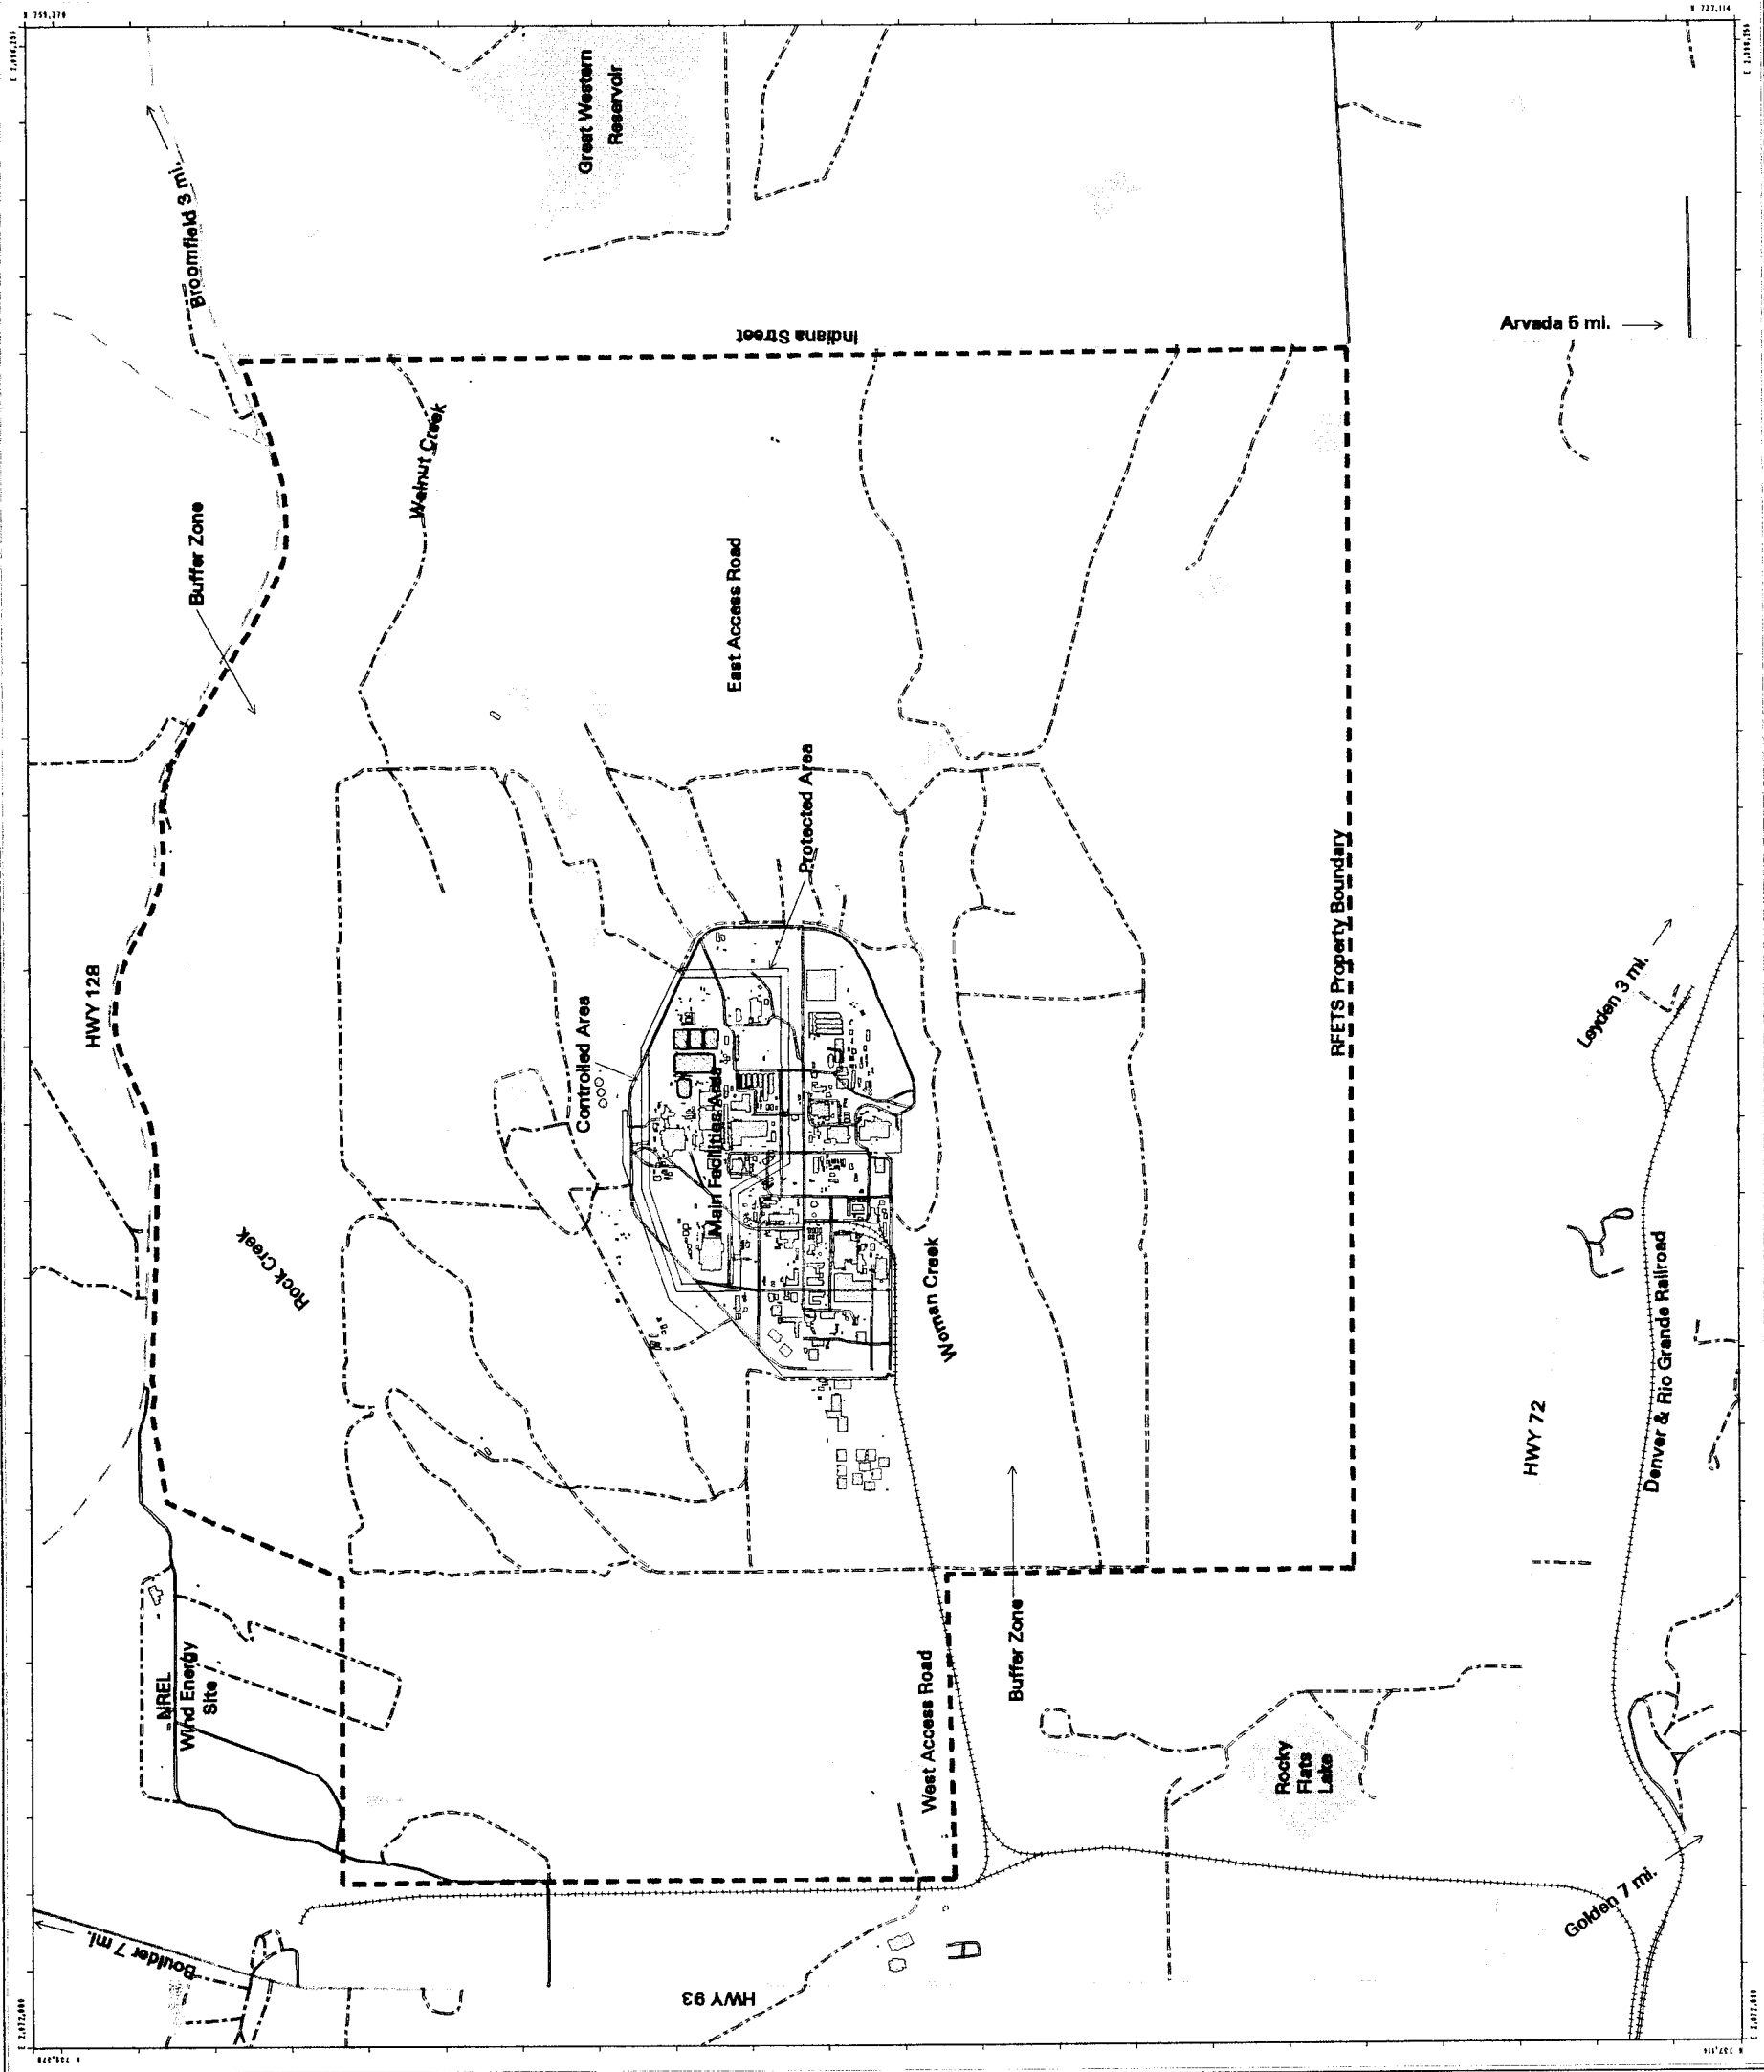 N 737,114
Great Western
Reservoir
Broomfield 3 mi.
Indiana Street
Arvada 5 mi.
Walnut Creek
Buffer Zone
East Access Road
Protected Area
RFETS Property Boundary
HWY 128
Leyden 3 mi.
Controlled Area
Main Facilities Area
Rock Creek
Woman Creek
Denver & Rio Grande Railroad
HWY 72
Buffer Zone
NREL
Wind Energy
Site
West Access Road
Rocky
Flats
Lake
Golden 7 mi.
Boulder 7 mi.
HWY 93